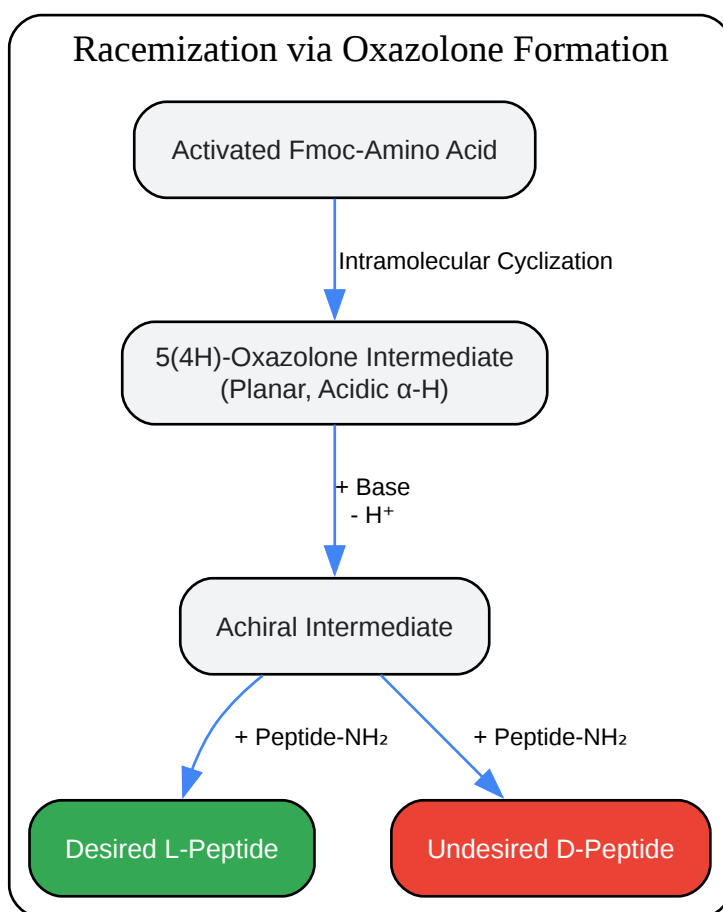 Racemization via Oxazolone Formation
Activated Fmoc-Amino Acid
Intramolecular Cyclization
5(4H)-Oxazolone Intermediate
(Planar, Acidic α-H)
+ Base
- H⁺
Achiral Intermediate
+ Peptide-NH₂
+ Peptide-NH₂
Desired L-Peptide
Undesired D-Peptide